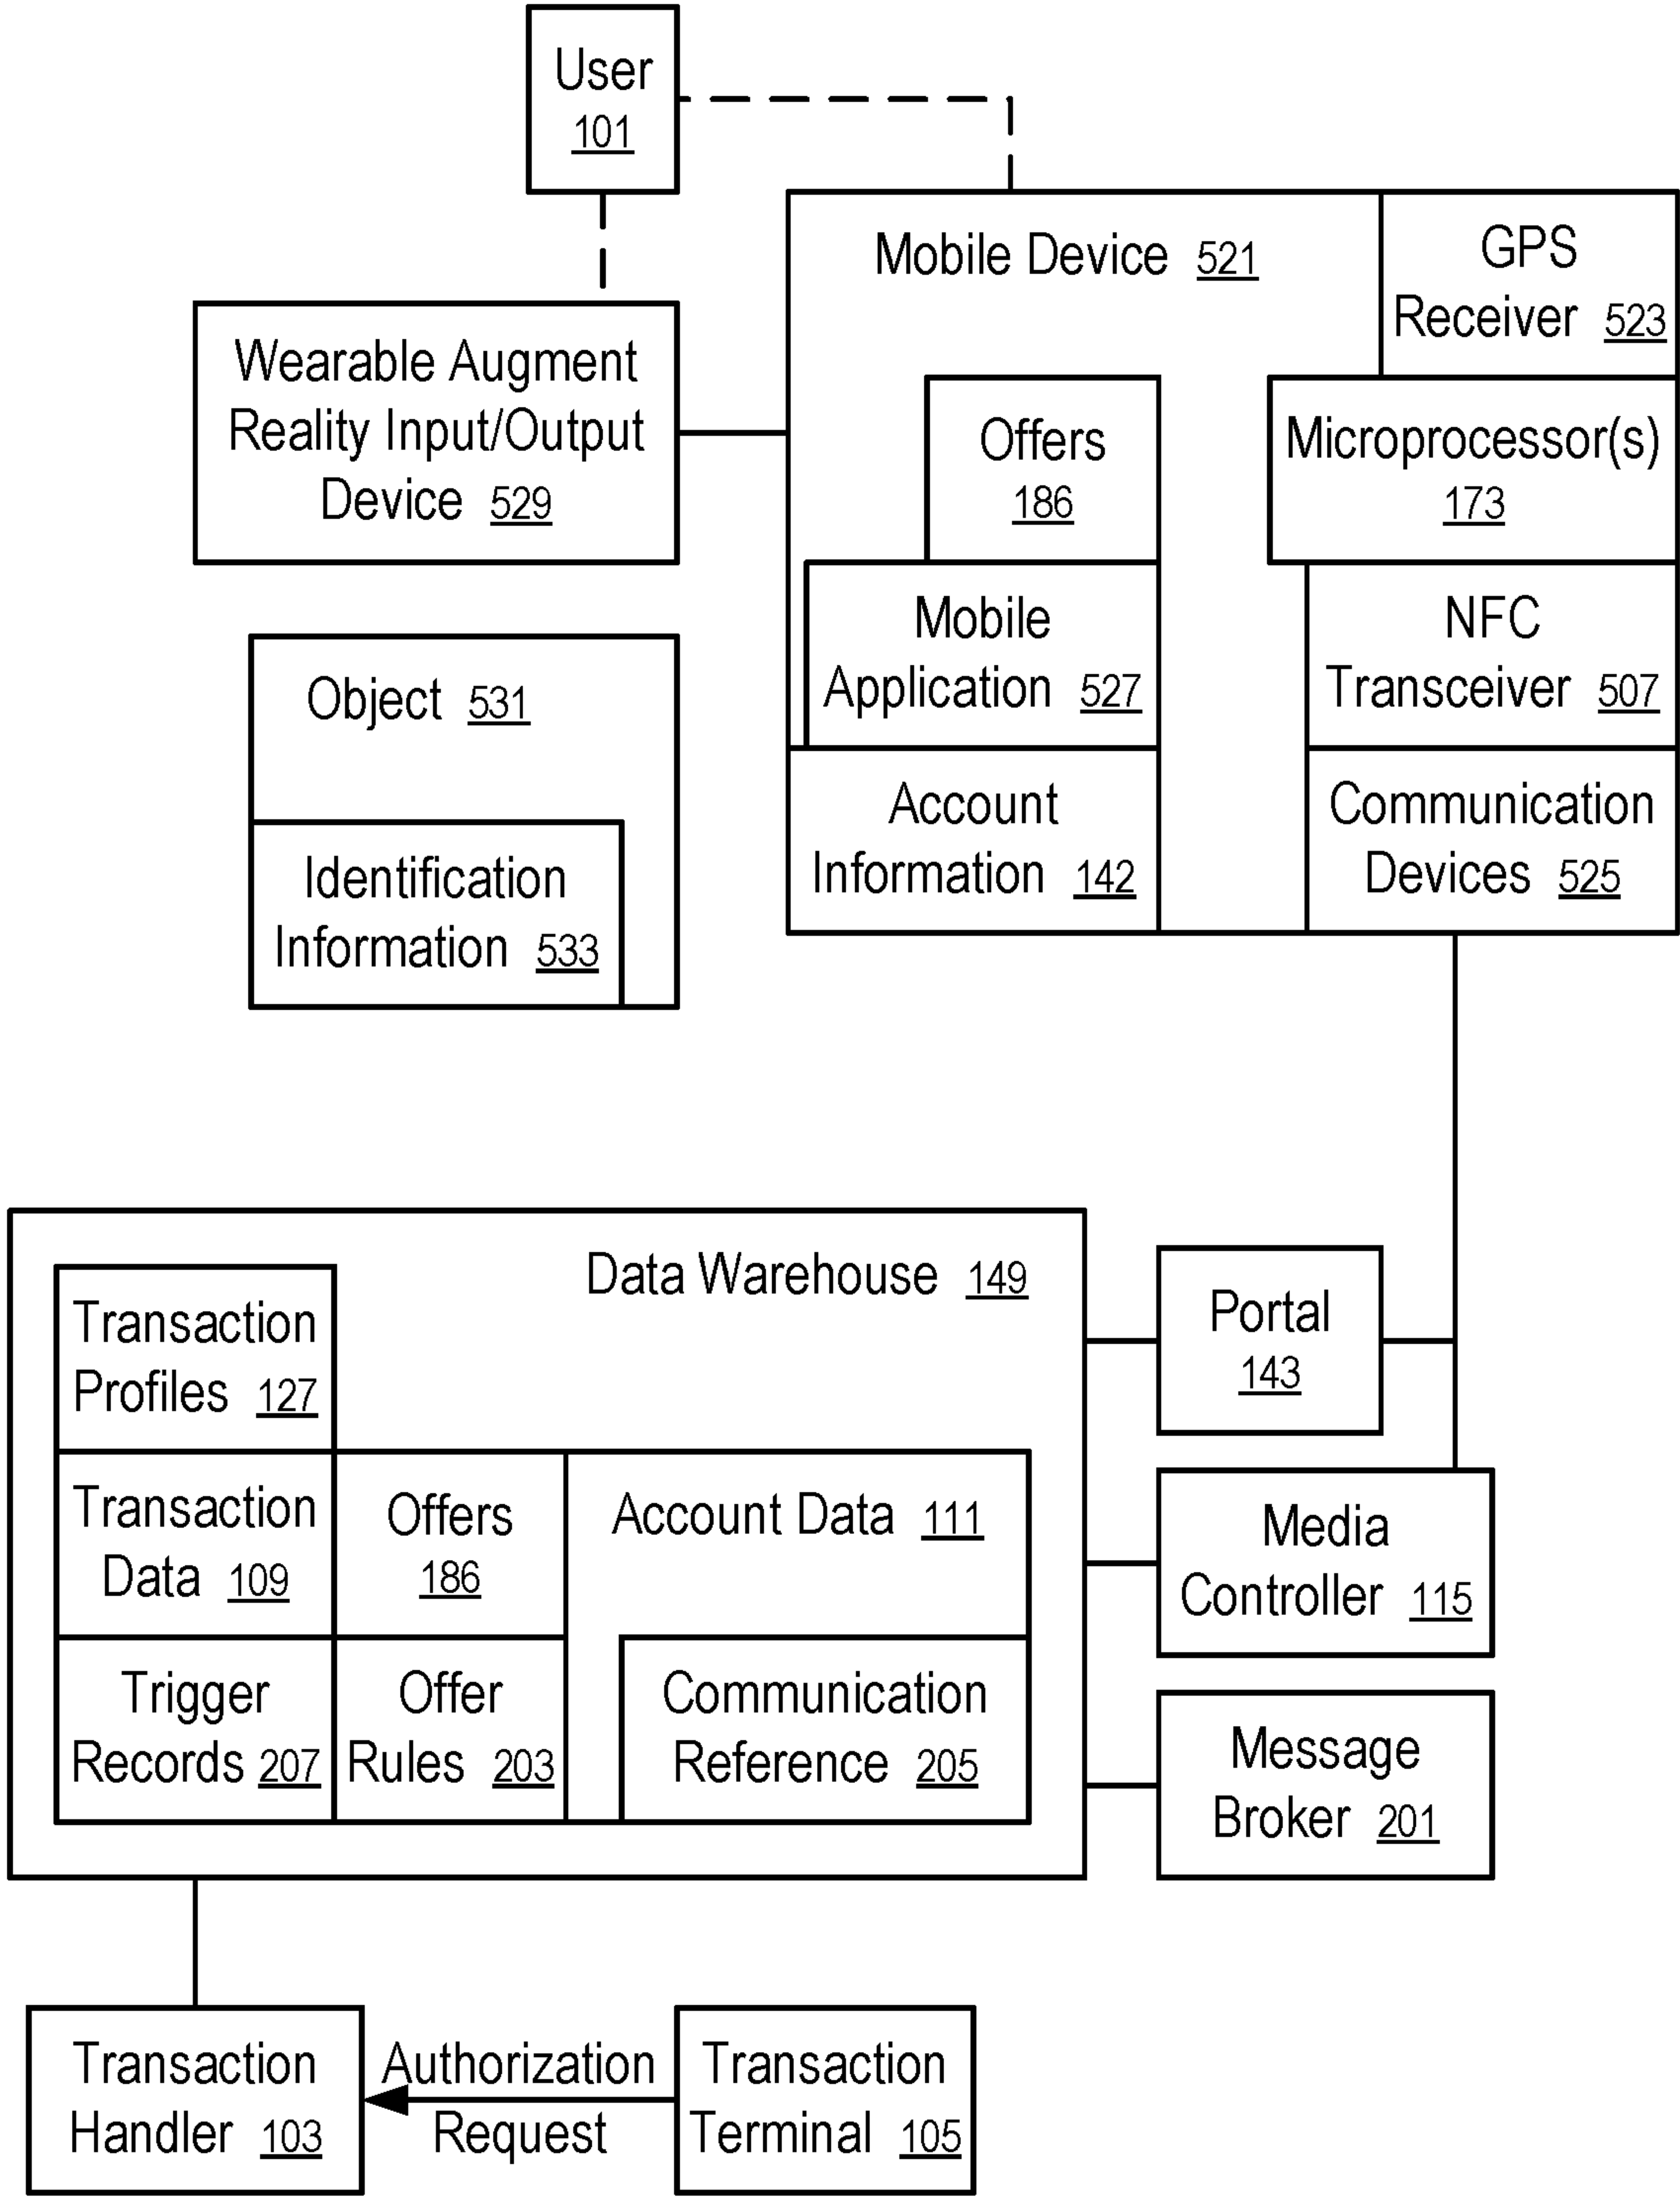 User
101
Mobile Device 521
GPS
Receiver 523
Wearable Augment
Reality Input/Output
Device 529
Offers
186
Microprocessor(s)
173
Mobile
Application 527
NFC
Transceiver 507
Object 531
Account
Information 142
Communication
Devices 525
Identification
Information 533
Data Warehouse 149
Transaction
Profiles 127
Portal
143
Transaction
Data 109
Offers
186
Account Data 111
Media
Controller 115
Trigger
Records 207
Offer
Rules 203
Communication
Reference 205
Message
Broker 201
Transaction
Handler 103
Authorization
Request
Transaction
Terminal 105